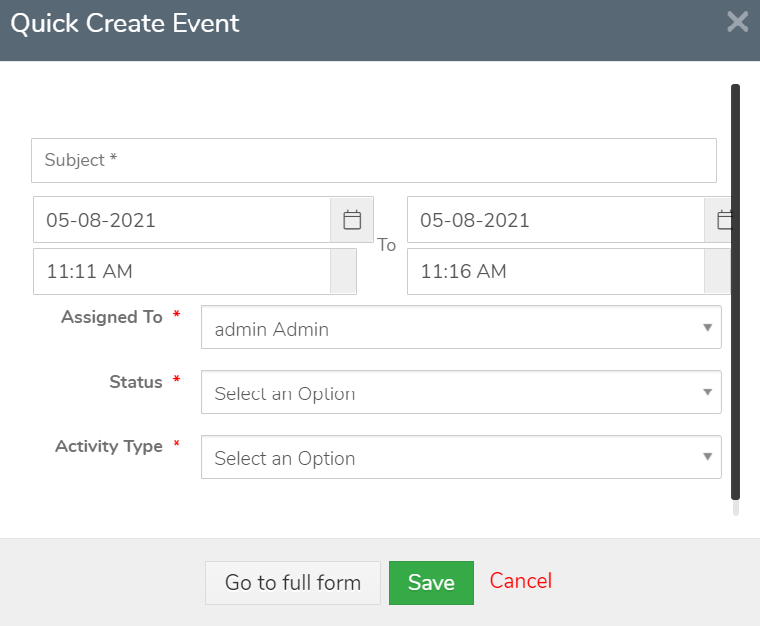 Quick Create Event
Subject *
05-08-2021 To 05-08-2021
11:11 AM 11:16 AM
Assigned To * admin Admin
Status * Select an Option
Activity Type * Select an Option
Go to full form Save Cancel